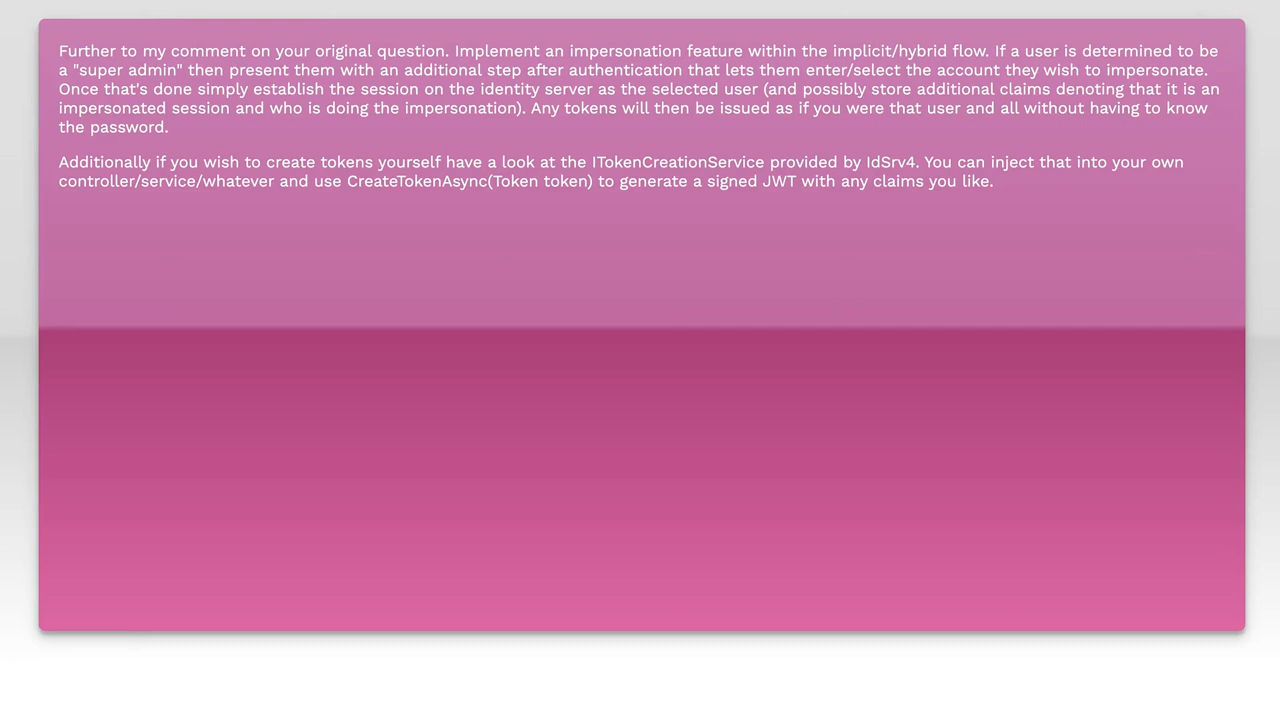 Further to my comment on your original question. Implement an impersonation feature within the implicit/hybrid flow. If a user is determined to be
a "super admin" then present them with an additional step after authentication that lets them enter/select the account they wish to impersonate.
Once that's done simply establish the session on the identity server as the selected user (and possibly store additional claims denoting that it is an
impersonated session and who is doing the impersonation). Any tokens will then be issued as if you were that user and all without having to know
the password.
Additionally if you wish to create tokens yourself have a look at the ITokenCreationService provided by IdSrv4. You can inject that into your own
controller/service/whatever and use CreateTokenAsync(Token token) to generate a signed JWT with any claims you like.